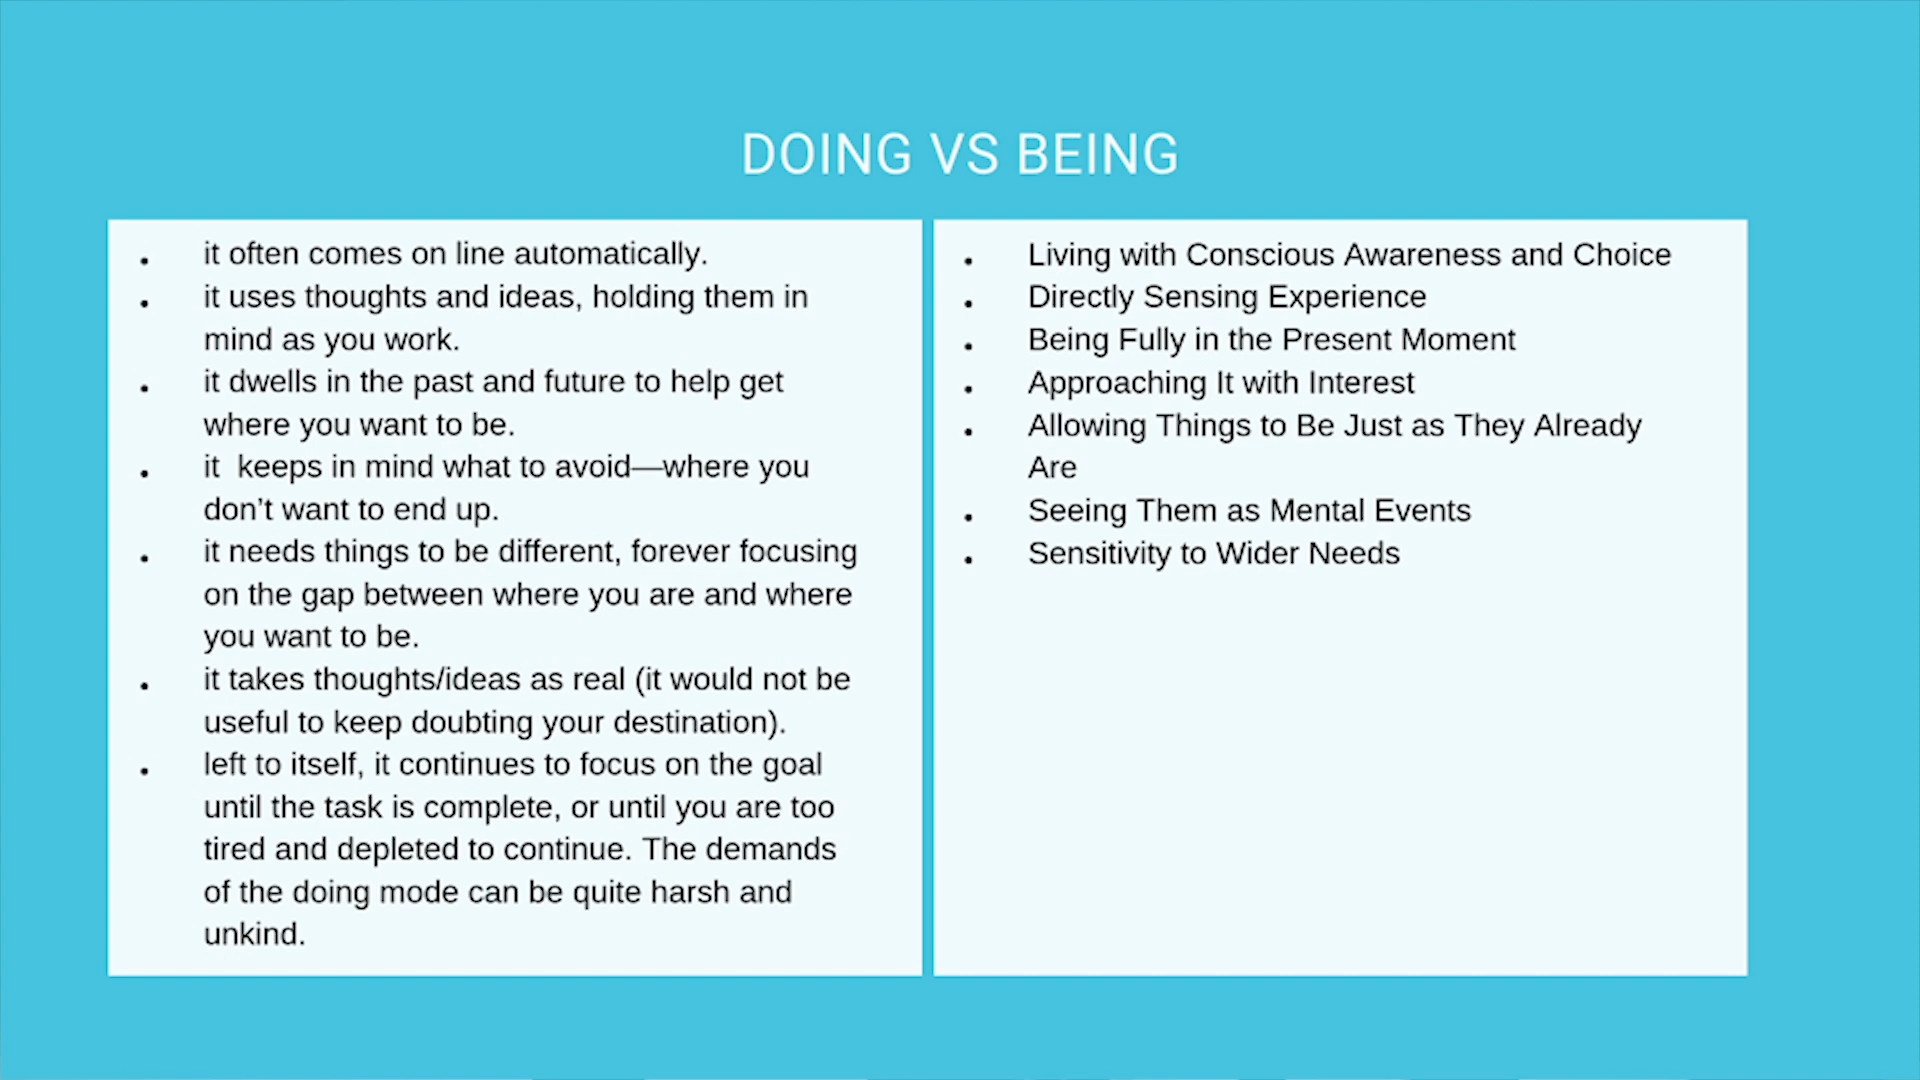 DOING VS BEING
• it often comes on line automatically.
• it uses thoughts and ideas, holding them in
mind as you work.
• it dwells in the past and future to help get
where you want to be.
• it  keeps in mind what to avoid—where you
don’t want to end up.
• it needs things to be different, forever focusing
on the gap between where you are and where
you want to be.
• it takes thoughts/ideas as real (it would not be
useful to keep doubting your destination).
• left to itself, it continues to focus on the goal
until the task is complete, or until you are too
tired and depleted to continue. The demands
of the doing mode can be quite harsh and
unkind.
• Living with Conscious Awareness and Choice
• Directly Sensing Experience
• Being Fully in the Present Moment
• Approaching It with Interest
• Allowing Things to Be Just as They Already
Are
• Seeing Them as Mental Events
• Sensitivity to Wider Needs